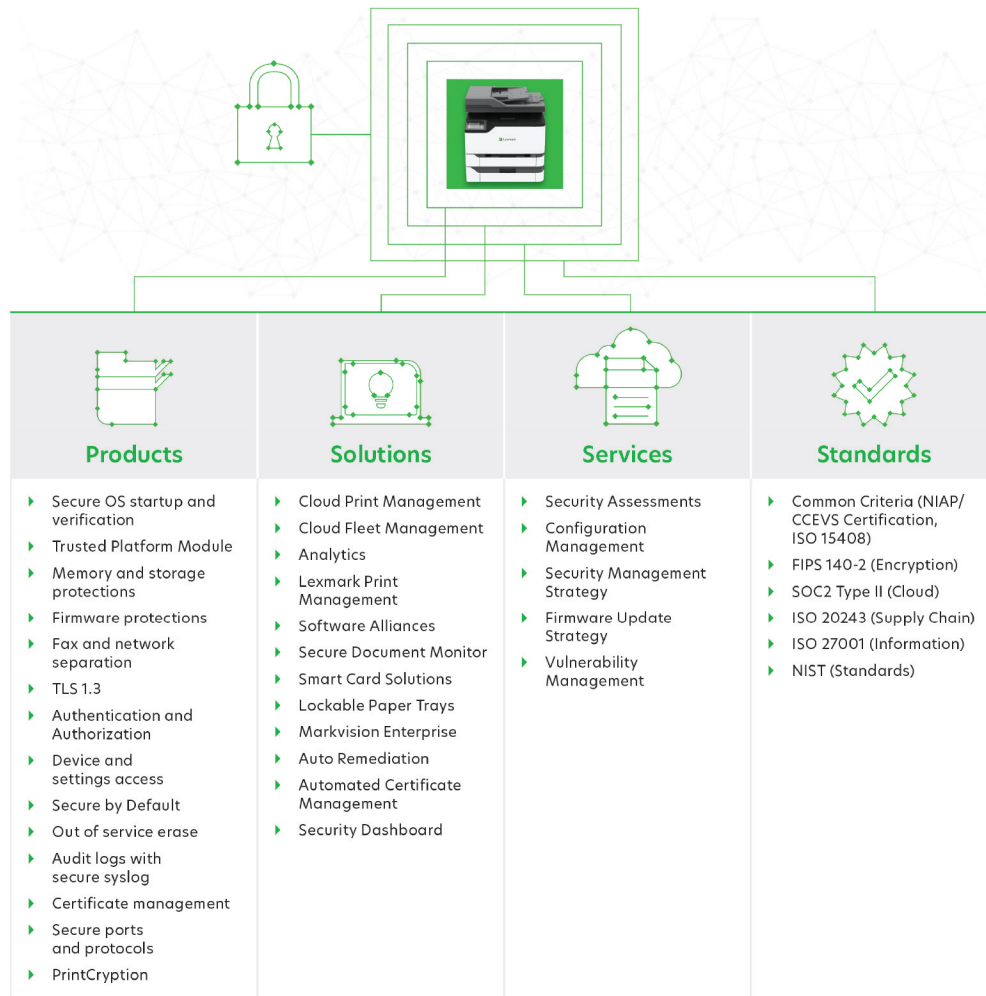 Lexmark
Products
Secure OS startup and
verification
Trusted Platform Module
Memory and storage
protections
Firmware protections
Fax and network
separation
TLS 1.3
Authentication and
Authorization
Device and
settings access
Secure by Default
Out of service erase
Audit logs with
secure syslog
Certificate management
Secure ports
and protocols
PrintCryption
Solutions
Cloud Print Management
Cloud Fleet Management
Analytics
Lexmark Print
Management
Software Alliances
Secure Document Monitor
Smart Card Solutions
Lockable Paper Trays
Markvision Enterprise
Auto Remediation
Automated Certificate
Management
Security Dashboard
Services
Security Assessments
Configuration
Management
Security Management
Strategy
Firmware Update
Strategy
Vulnerability
Management
Standards
Common Criteria (NIAP/
CCEVS Certification,
ISO 15408)
FIPS 140-2 (Encryption)
SOC2 Type II (Cloud)
ISO 20243 (Supply Chain)
ISO 27001 (Information)
NIST (Standards)